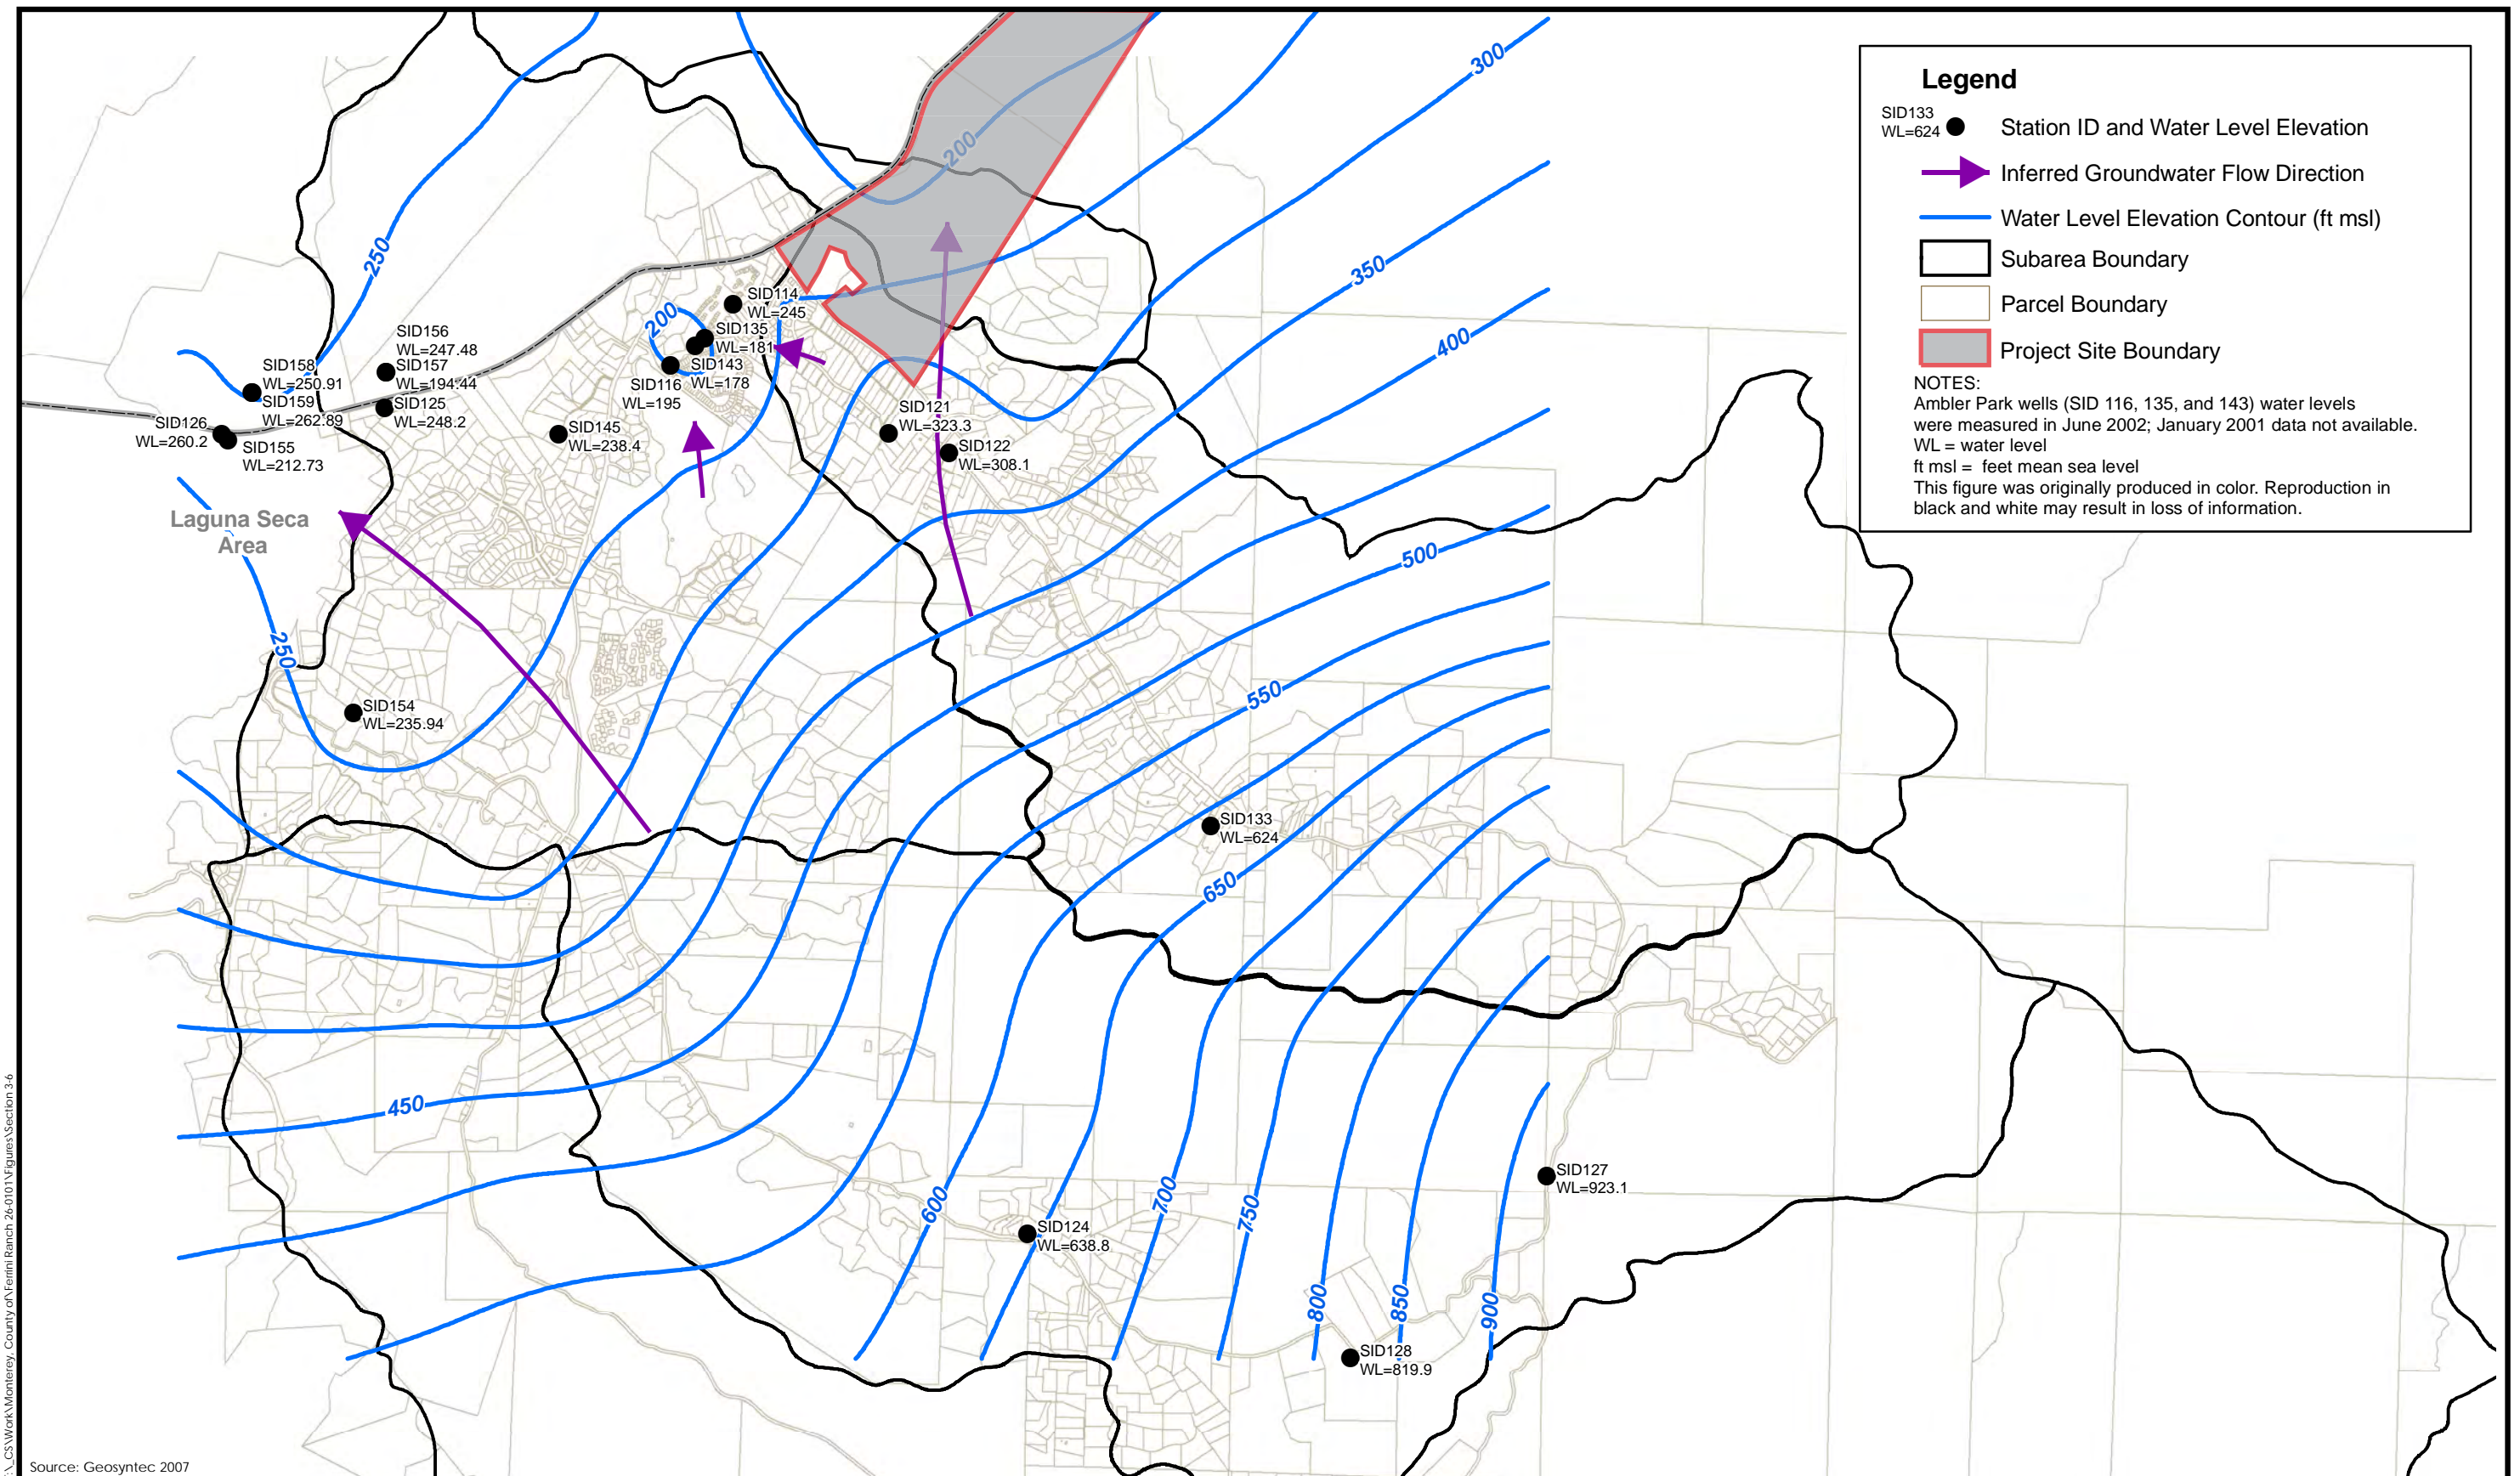 300
Legend
SID133
WL=624
Station ID and Water Level Elevation
Inferred Groundwater Flow Direction
Water Level Elevation Contour (ft msl)
Subarea Boundary
Parcel Boundary
Project Site Boundary
NOTES:
Ambler Park wells (SID 116, 135, and 143) water levels
were measured in June 2002; January 2001 data not available.
WL = water level
ft msl =  feet mean sea level
This figure was originally produced in color. Reproduction in
black and white may result in loss of information.
200
250
350
SID114
WL=245
200
SID135
WL=181
SID156
WL=247.48
400
SID158
WL=250.91
SID157
WL=194.44
SID143
WL=178
SID116
WL=195
SID159
WL=262.89
SID125
WL=248.2
SID121
WL=323.3
SID126
WL=260.2
SID155
WL=212.73
SID145
WL=238.4
SID122
WL=308.1
Laguna Seca
Area
500
250
550
SID154
WL=235.94
SID133
WL=624
650
450
SID127
WL=923.1
600
700
750
SID124
WL=638.8
800
850
900
SID128
WL=819.9
Source: Geosyntec 2007